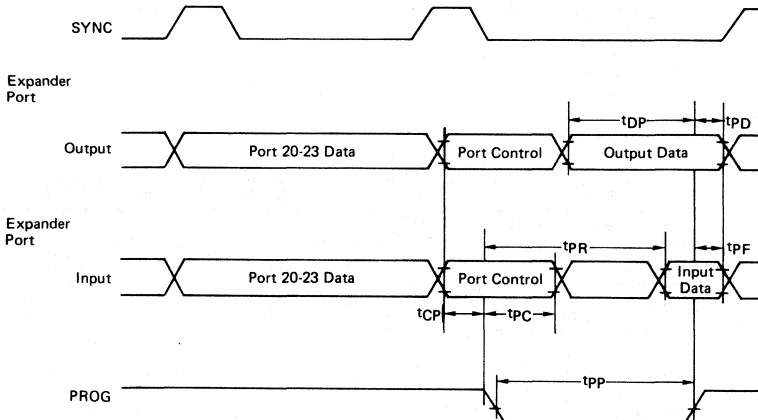 SYNC
Expander
Port
tDP
tPD
Output
Port 20-23 Data
Port Control
Output Data
Expander
Port
tPR
tPF
Input
Port 20-23 Data
Port Control
Input
Data
tCP
tPC
tPP
PROG